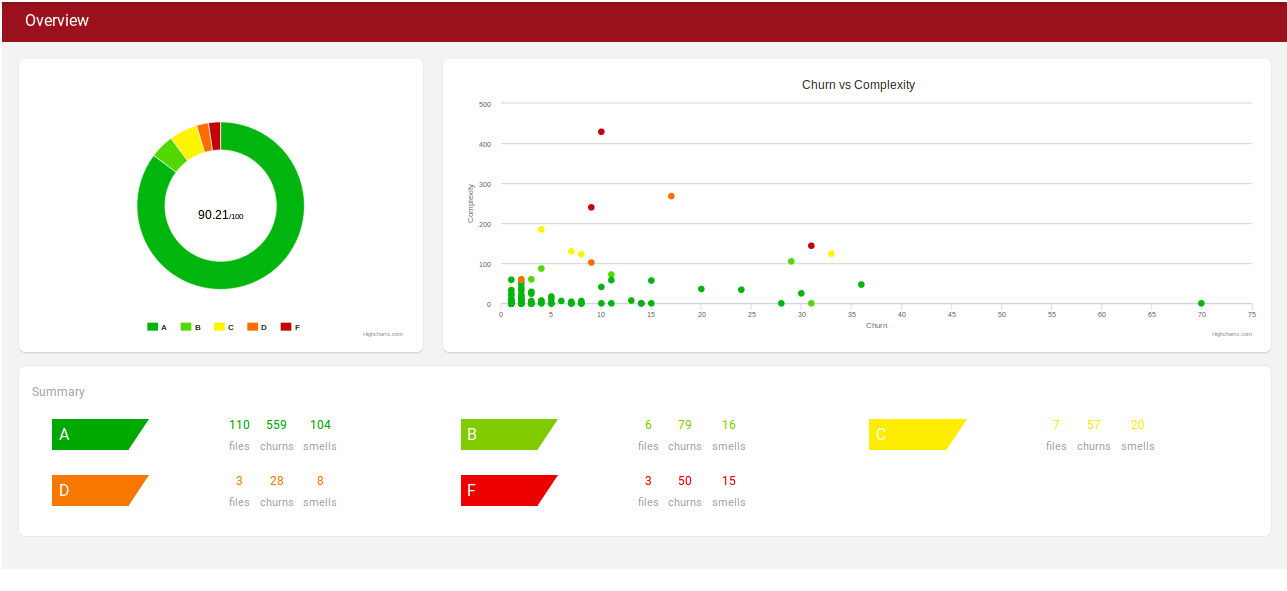 Overview
90.21/100
A B C D F
Highcharts.com
Churn vs Complexity
Complexity
500
400
300
200
100
0
0 5 10 15 20 25 30 35 40 45 50 55 60 65 70 75
Churn
Highcharts.com
Summary
A 110 559 104
files churns smells
B 6 79 16
files churns smells
C 7 57 20
files churns smells
D 3 28 8
files churns smells
F 3 50 15
files churns smells